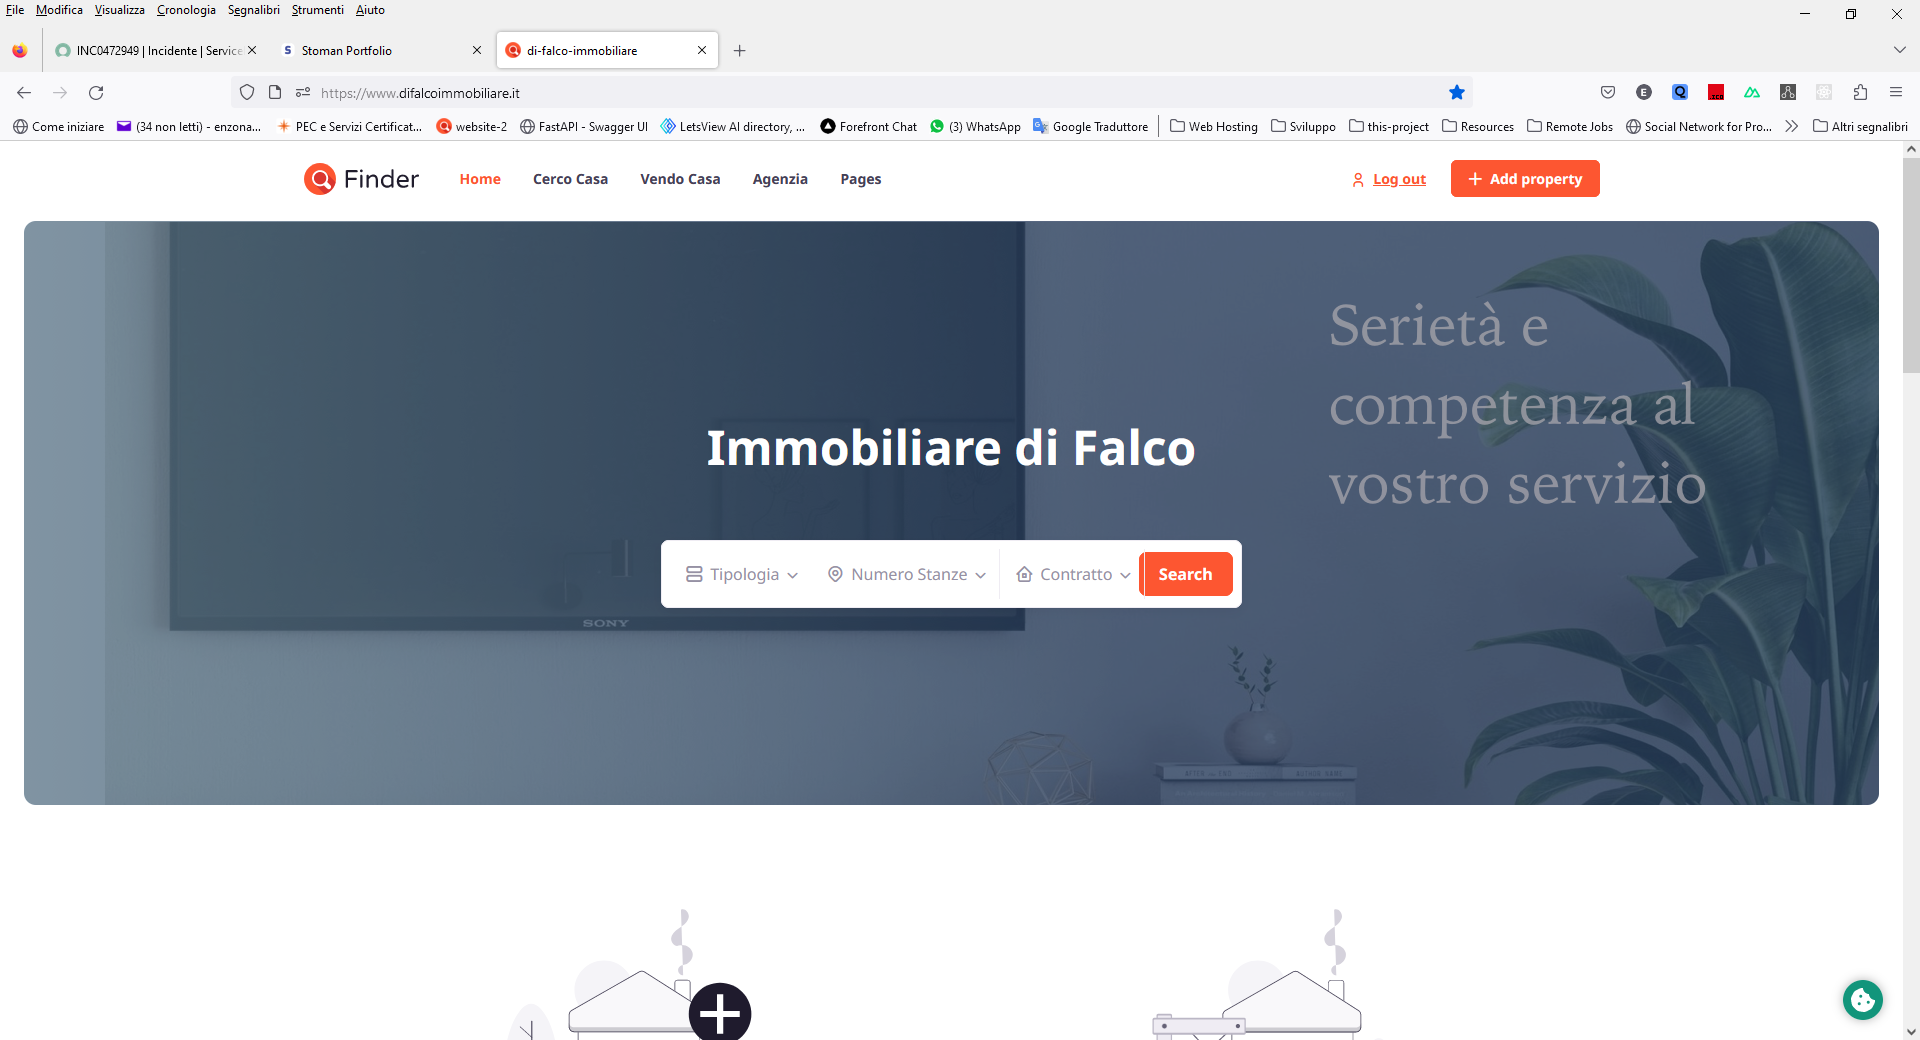 File Modifica Visualizza Cronologia Segnalibri Strumenti Aiuto
INC0472949 | Incidente | Service
Stoman Portfolio
di-falco-immobiliare
https://www.difalcoimmobiliare.it
Come iniziare
(34 non letti) - enzona...
PEC e Servizi Certificat...
website-2
FastAPI - Swagger UI
LetsView AI directory, ...
Forefront Chat
(3) WhatsApp
Google Traduttore
Web Hosting
Sviluppo
this-project
Resources
Remote Jobs
Social Network for Pro...
Altri segnalibri
Finder
Home
Cerco Casa
Vendo Casa
Agenzia
Pages
Log out
Add property
Serietà e
competenza al
vostro servizio
Immobiliare di Falco
Tipologia
Numero Stanze
Contratto
Search
SONY